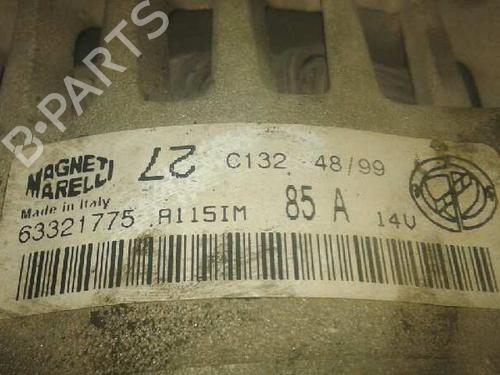 B-PARTS
MAGNETI MARELLI
Made in Italy
27
C132 48/99
63321775 A115IM 85 A 14V